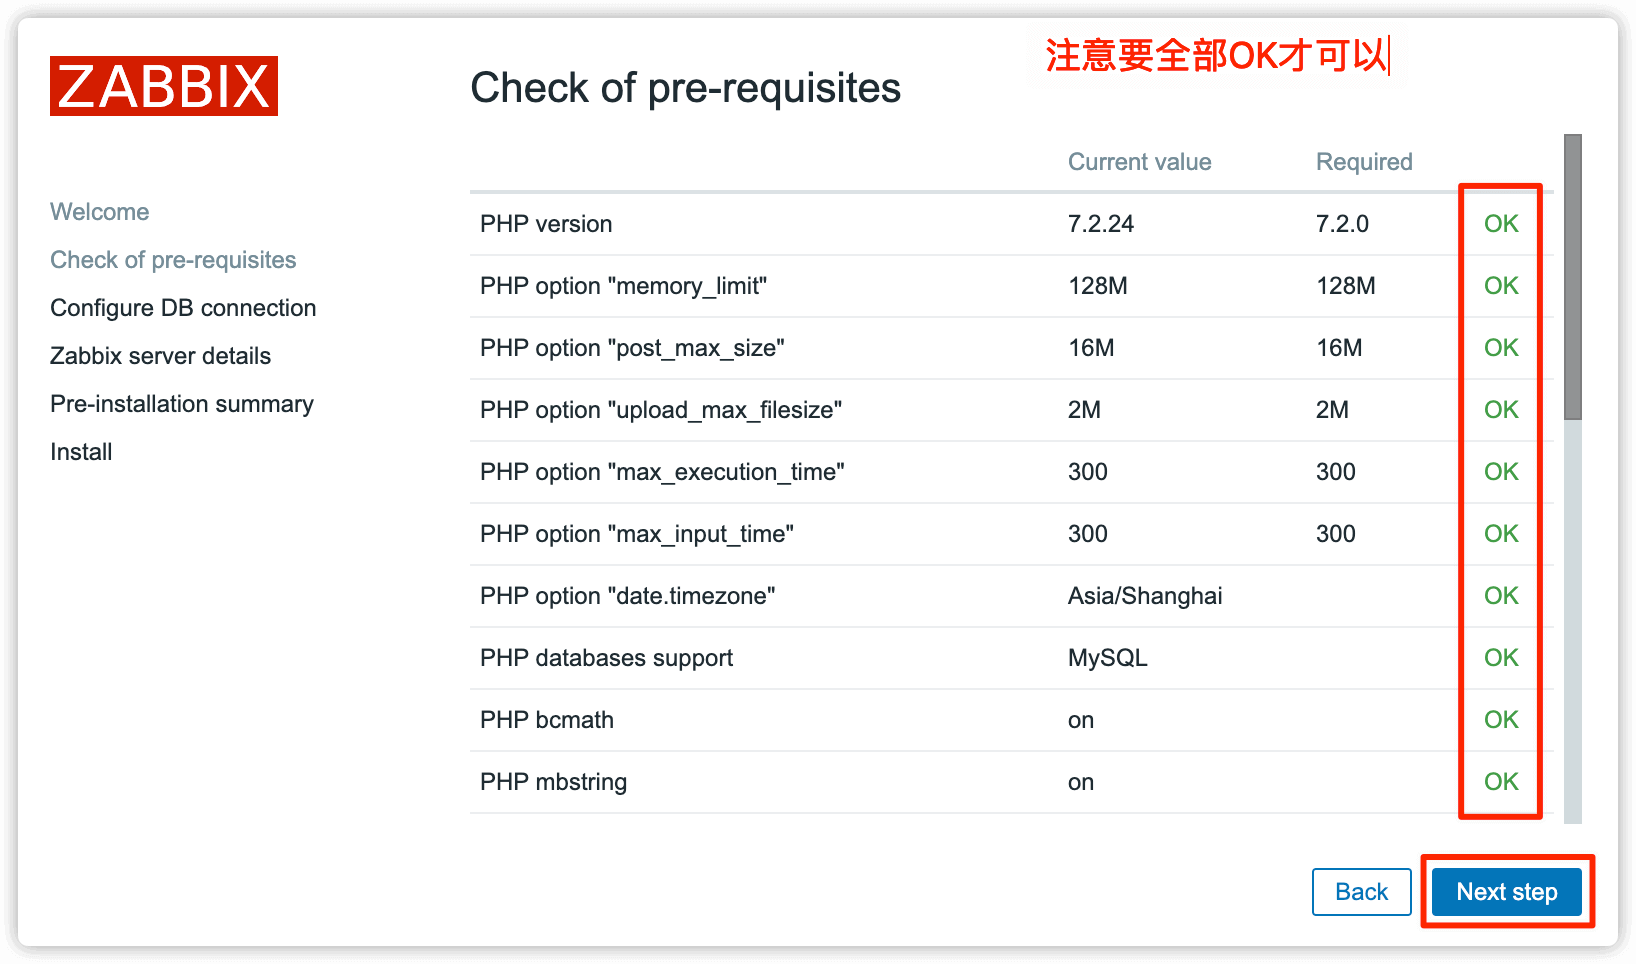 注意要全部OK才可以
ZABBIX
Check of pre-requisites
Welcome
Check of pre-requisites
Configure DB connection
Zabbix server details
Pre-installation summary
Install
Current value Required
PHP version 7.2.24 7.2.0 OK
PHP option "memory_limit" 128M 128M OK
PHP option "post_max_size" 16M 16M OK
PHP option "upload_max_filesize" 2M 2M OK
PHP option "max_execution_time" 300 300 OK
PHP option "max_input_time" 300 300 OK
PHP option "date.timezone" Asia/Shanghai OK
PHP databases support MySQL OK
PHP bcmath on OK
PHP mbstring on OK
Back Next step